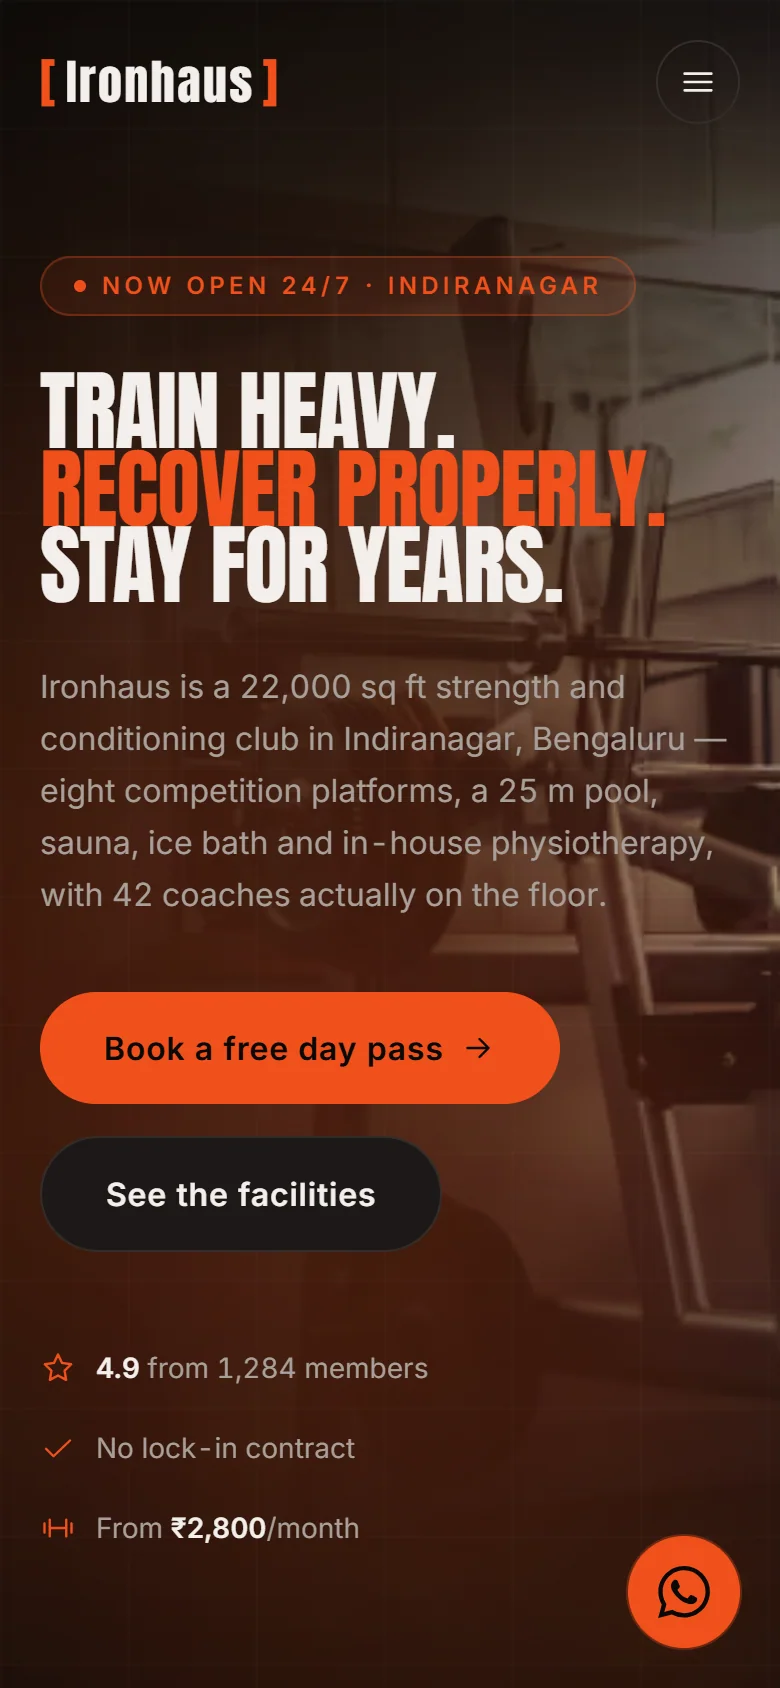 [ Ironhaus ]
NOW OPEN 24/7 · INDIRANAGAR
TRAIN HEAVY.
RECOVER PROPERLY.
STAY FOR YEARS.
Ironhaus is a 22,000 sq ft strength and
conditioning club in Indiranagar, Bengaluru —
eight competition platforms, a 25 m pool,
sauna, ice bath and in-house physiotherapy,
with 42 coaches actually on the floor.
Book a free day pass →
See the facilities
4.9 from 1,284 members
No lock-in contract
From ₹2,800/month